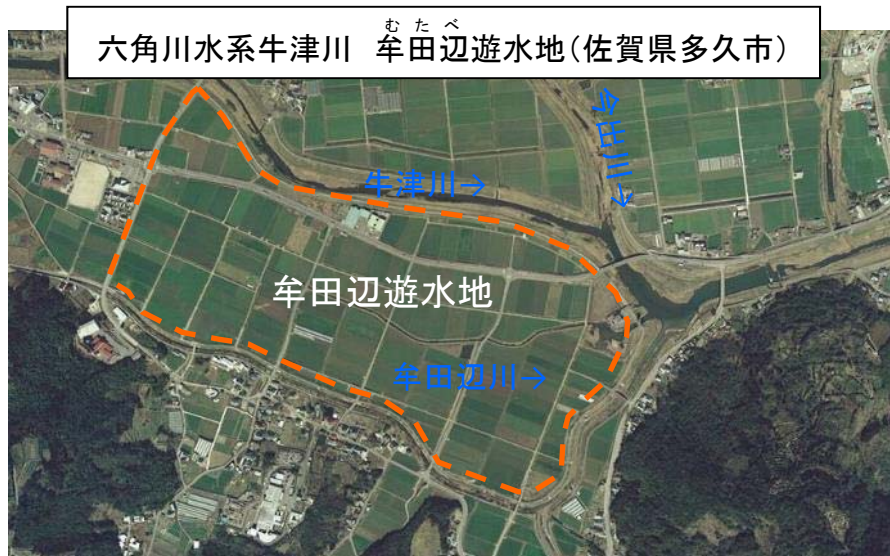 むたべ
六角川水系牛津川　牟田辺遊水地(佐賀県多久市)
今出川→
牛津川→
牟田辺遊水地
牟田辺川→